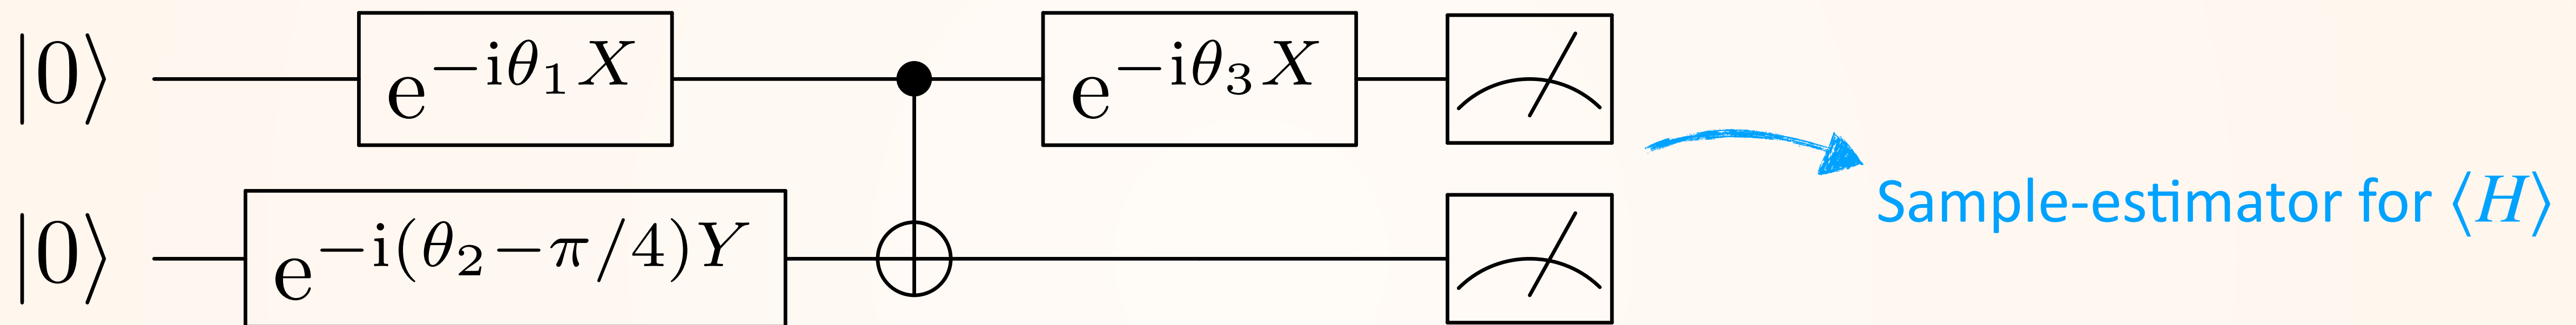 |0⟩ e^{−iθ₁X} e^{−iθ₃X}
Sample-estimator for ⟨H⟩
|0⟩ e^{−i(θ₂−π/4)Y}